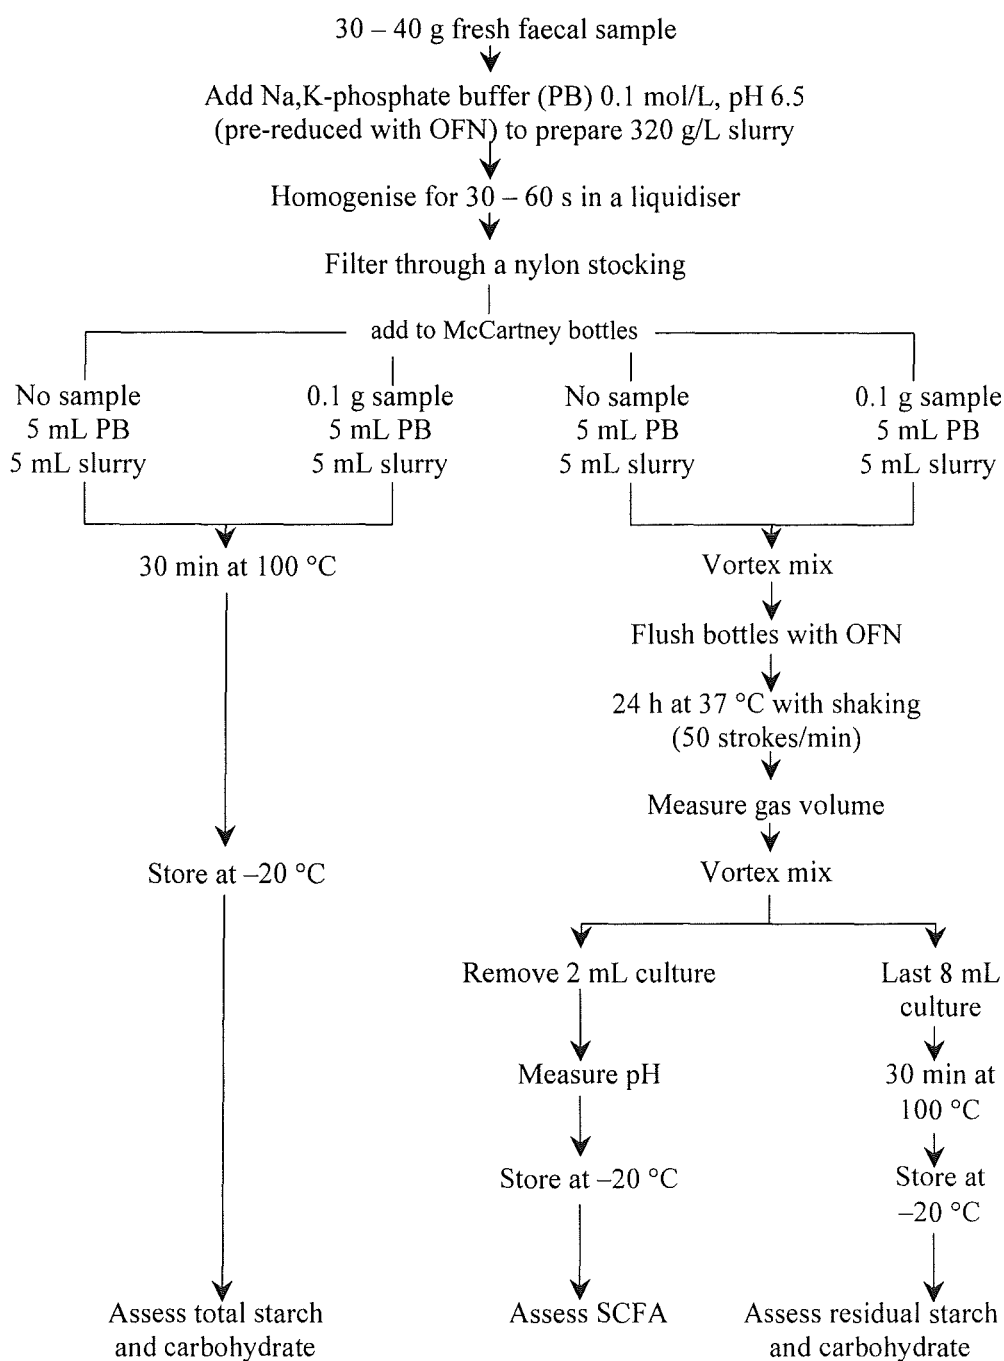 30 – 40 g fresh faecal sample
Add Na,K-phosphate buffer (PB) 0.1 mol/L, pH 6.5
(pre-reduced with OFN) to prepare 320 g/L slurry
Homogenise for 30 – 60 s in a liquidiser
Filter through a nylon stocking
add to McCartney bottles
No sample
5 mL PB
5 mL slurry
0.1 g sample
5 mL PB
5 mL slurry
No sample
5 mL PB
5 mL slurry
0.1 g sample
5 mL PB
5 mL slurry
30 min at 100 °C
Store at –20 °C
Assess total starch
and carbohydrate
Vortex mix
Flush bottles with OFN
24 h at 37 °C with shaking
(50 strokes/min)
Measure gas volume
Vortex mix
Remove 2 mL culture
Measure pH
Store at –20 °C
Assess SCFA
Last 8 mL
culture
30 min at
100 °C
Store at
–20 °C
Assess residual starch
and carbohydrate